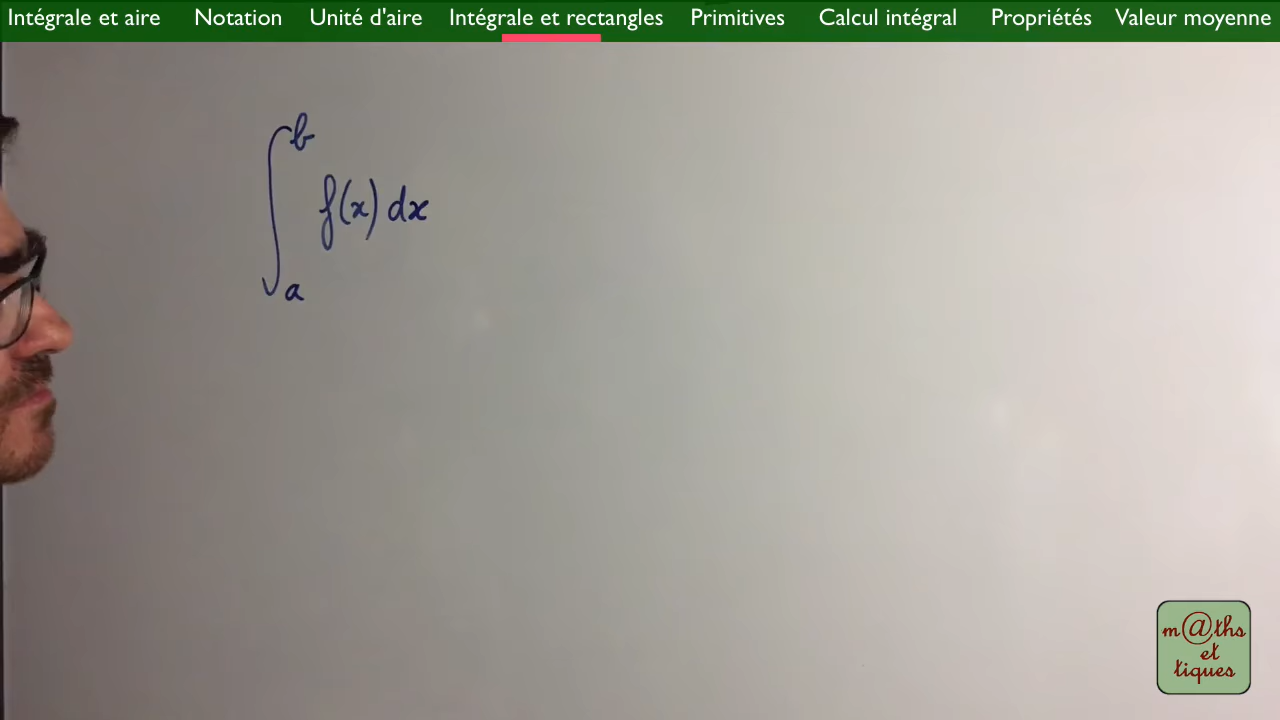 Intégrale et aire Notation Unité d'aire Intégrale et rectangles Primitives Calcul intégral Propriétés Valeur moyenne
∫ₐᵇ f(x) dx
m@ths
et
tiques